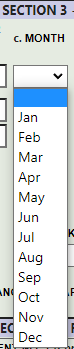 SECTION 3 -
c. MONTH
Jan
Feb
Mar
Apr
May
Jun
Jul
Aug
Sep
Oct
Nov
Dec